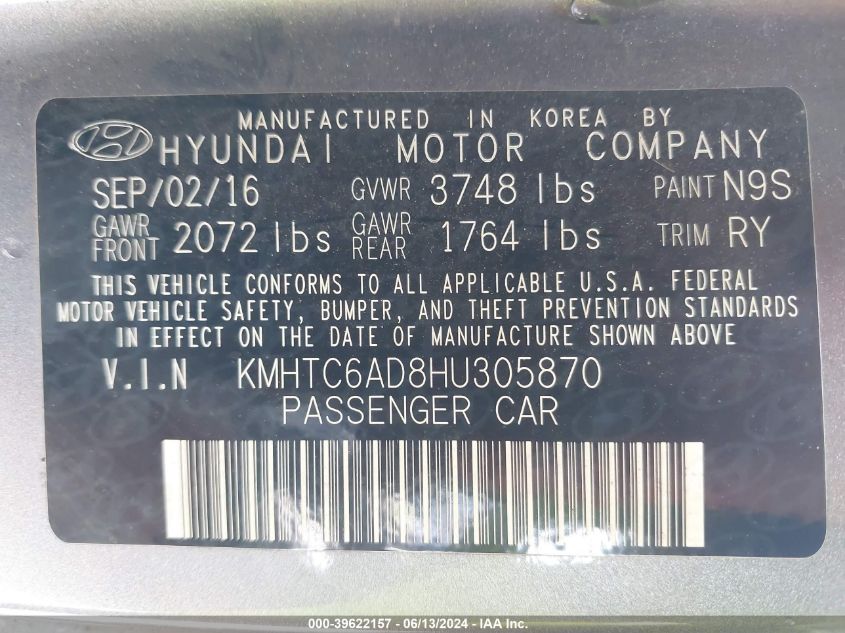 MANUFACTURED IN KOREA BY
HYUNDAI MOTOR COMPANY
SEP/02/16 GVWR 3748 lbs PAINT N9S
GAWR FRONT 2072 lbs GAWR REAR 1764 lbs TRIM RY
THIS VEHICLE CONFORMS TO ALL APPLICABLE U.S.A. FEDERAL
MOTOR VEHICLE SAFETY, BUMPER, AND THEFT PREVENTION STANDARDS
IN EFFECT ON THE DATE OF MANUFACTURE SHOWN ABOVE
V.I.N KMHTC6AD8HU305870
PASSENGER CAR
000-39622157 - 06/13/2024 - IAA Inc.